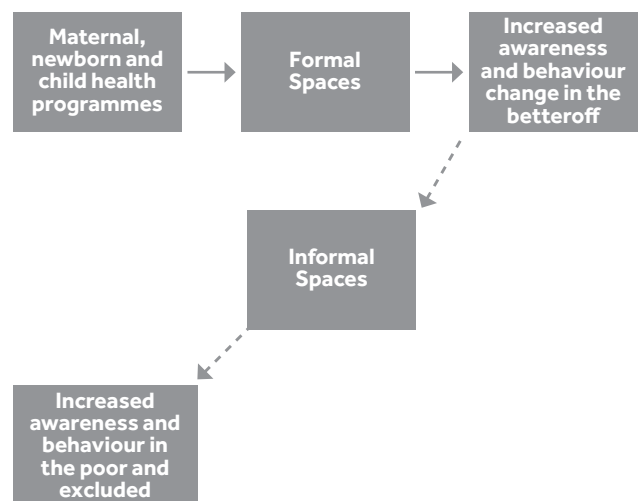 Maternal,
newborn and
child health
programmes
Formal
Spaces
Increased
awareness
and behaviour
change in the
betteroff
Informal
Spaces
Increased
awareness and
behaviour in
the poor and
excluded